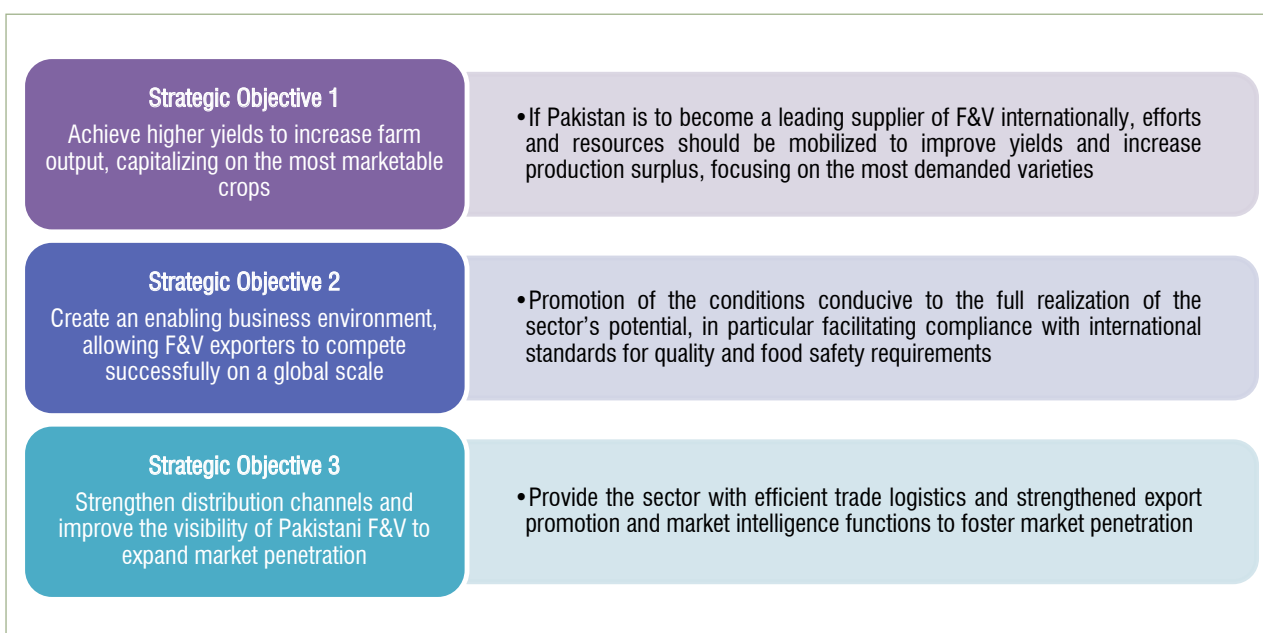 Strategic Objective 1
Achieve higher yields to increase farm
output, capitalizing on the most marketable
crops
•If Pakistan is to become a leading supplier of F&V internationally, efforts
and resources should be mobilized to improve yields and increase
production surplus, focusing on the most demanded varieties
Strategic Objective 2
Create an enabling business environment,
allowing F&V exporters to compete
successfully on a global scale
•Promotion of the conditions conducive to the full realization of the
sector’s potential, in particular facilitating compliance with international
standards for quality and food safety requirements
Strategic Objective 3
Strengthen distribution channels and
improve the visibility of Pakistani F&V to
expand market penetration
•Provide the sector with efficient trade logistics and strengthened export
promotion and market intelligence functions to foster market penetration